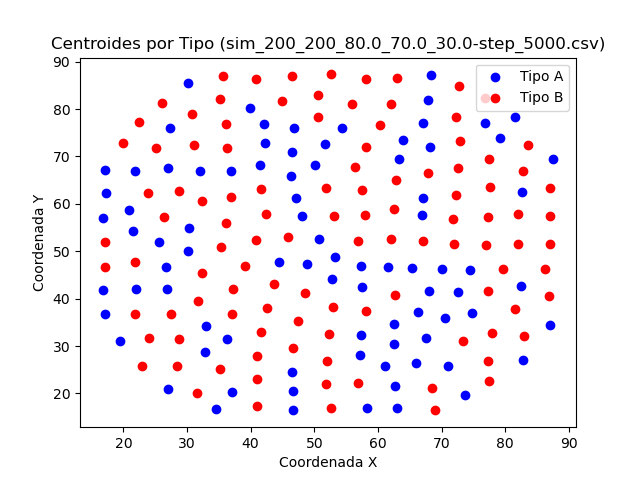 Centroides por Tipo (sim_200_200_80.0_70.0_30.0-step_5000.csv)
Tipo A
Tipo B
Coordenada Y
90
80
70
60
50
40
30
20
20 30 40 50 60 70 80 90
Coordenada X